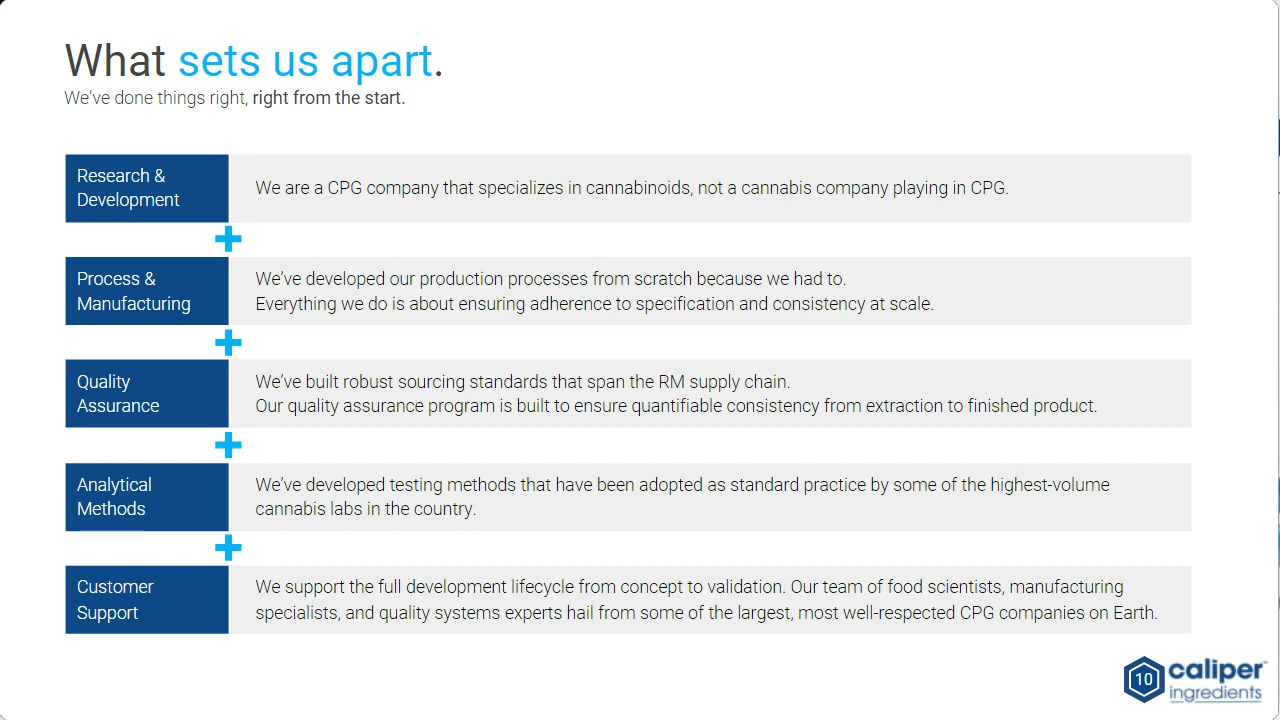 What sets us apart.
We've done things right, right from the start.
Research &
Development
We are a CPG company that specializes in cannabinoids, not a cannabis company playing in CPG.
Process &
Manufacturing
We've developed our production processes from scratch because we had to.
Everything we do is about ensuring adherence to specification and consistency at scale.
Quality
Assurance
We've built robust sourcing standards that span the RM supply chain.
Our quality assurance program is built to ensure quantifiable consistency from extraction to finished product.
Analytical
Methods
We've developed testing methods that have been adopted as standard practice by some of the highest-volume
cannabis labs in the country.
Customer
Support
We support the full development lifecycle from concept to validation. Our team of food scientists, manufacturing
specialists, and quality systems experts hail from some of the largest, most well-respected CPG companies on Earth.
10
caliper™
ingredients